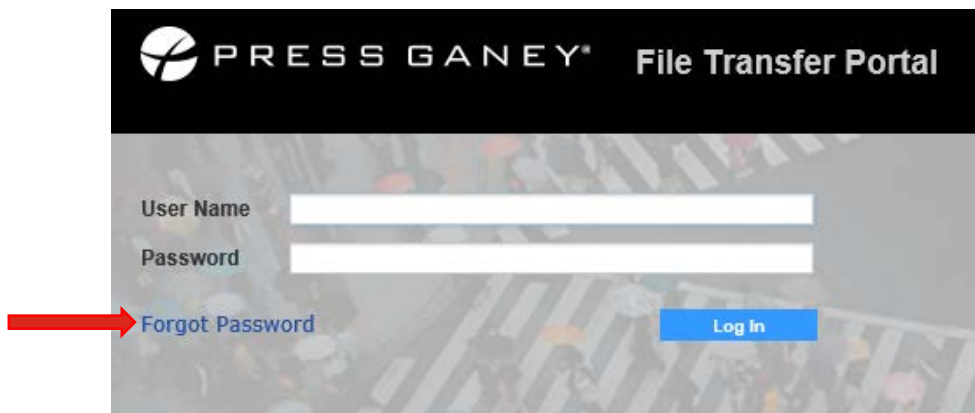 PRESS GANEY® File Transfer Portal
User Name
Password
Forgot Password
Log In